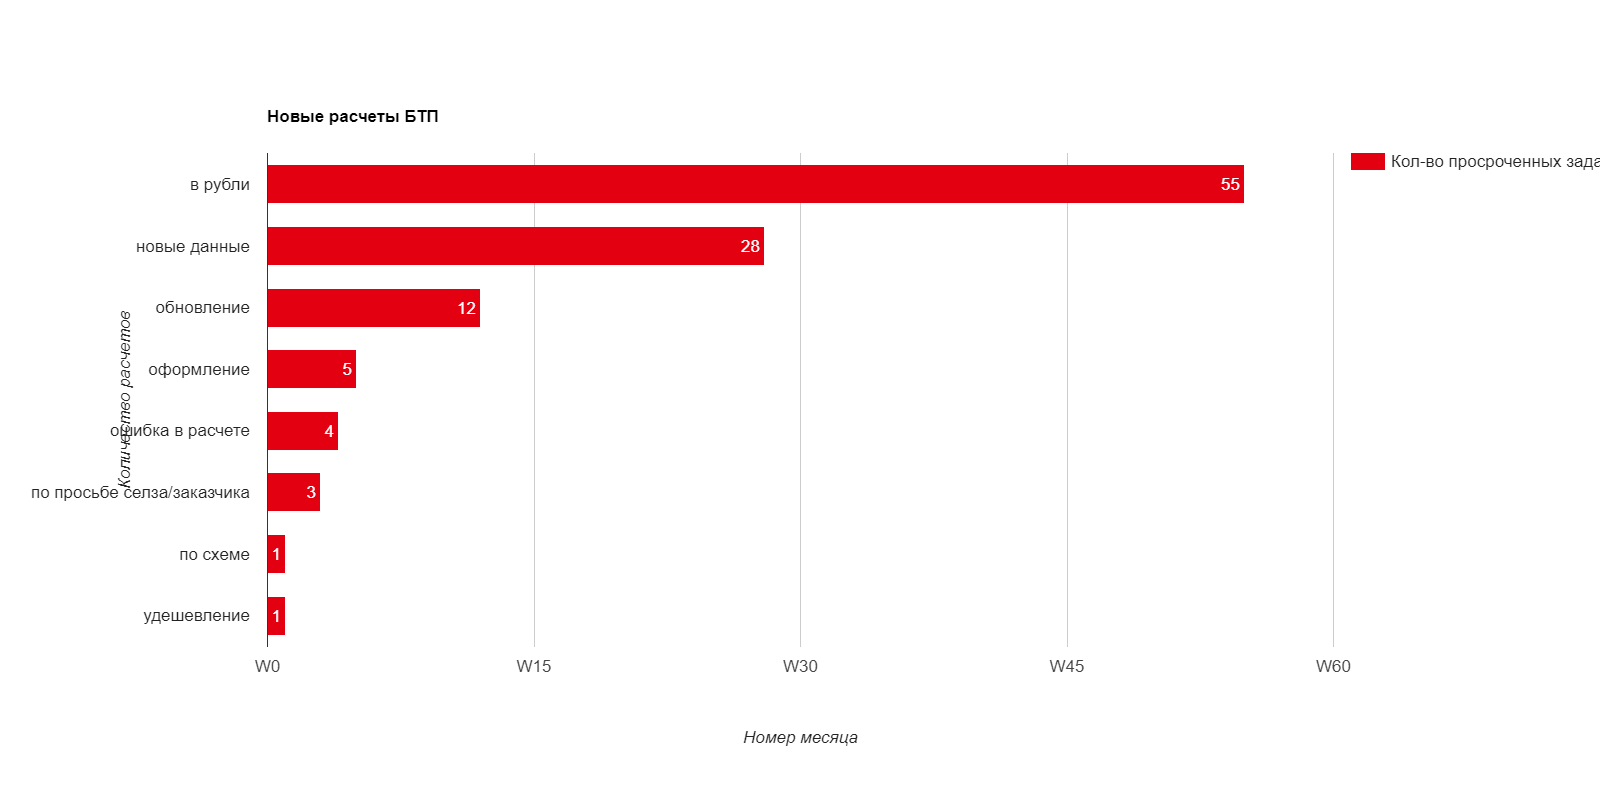 Новые расчеты БТП
Кол-во просроченных зада
в рубли
55
новые данные
28
обновление
12
оформление
5
ошибка в расчете
4
по просьбе селза/заказчика
3
по схеме
1
удешевление
1
Количество расчетов
W0
W15
W30
W45
W60
Номер месяца